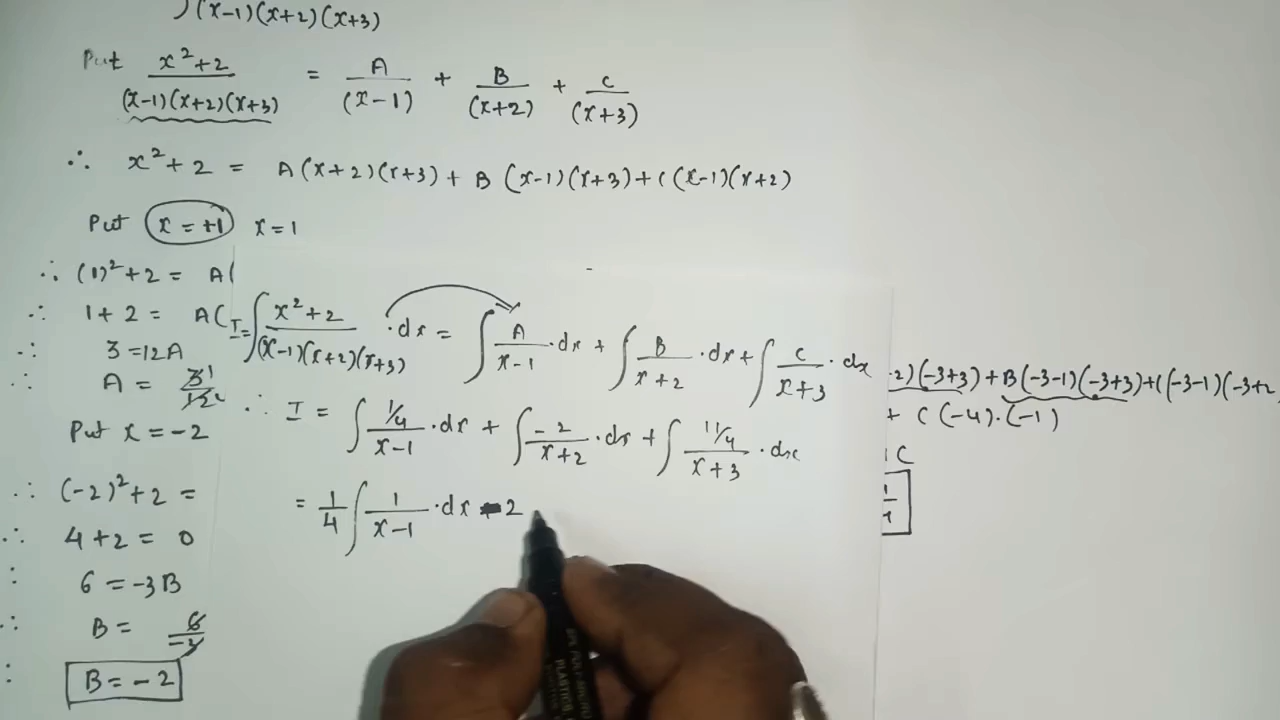 ∫(x-1)(x+2)(x+3)
Put x²+2/(x-1)(x+2)(x+3) = A/(x-1) + B/(x+2) + C/(x+3)
∴ x²+2 = A(x+2)(x+3) + B(x-1)(x+3) + C(x-1)(x+2)
Put x=+1 x=1
∴ (1)²+2 = A(
∴ 1+2 = A(
∴ 3=12A
∴ A = 3 1/12 4
Put x=-2
∴ (-2)²+2 =
∴ 4+2 = 0
∴ 6 = -3B
∴ B = 6/-3
∴ B = -2
I = ∫ x²+2/(x-1)(x+2)(x+3) ·dx = ∫ A/x-1 ·dx + ∫ B/x+2 ·dx + ∫ C/x+3 ·dx
∴ I = ∫ 1/4/x-1 ·dx + ∫ -2/x+2 ·dx + ∫ 11/4/x+3 ·dx
= 1/4 ∫ 1/x-1 ·dx -2
2)(-3+3) + B(-3-1)(-3+3) + C(-3-1)(-3+2
+ C(-4)·(-1)
C